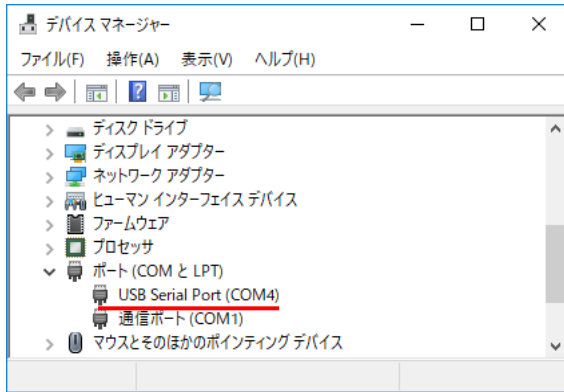 デバイス マネージャー
ファイル(F) 操作(A) 表示(V) ヘルプ(H)
ディスク ドライブ
ディスプレイ アダプター
ネットワーク アダプター
ヒューマン インターフェイス デバイス
ファームウェア
プロセッサ
ポート (COM と LPT)
USB Serial Port (COM4)
通信ポート (COM1)
マウスとそのほかのポインティング デバイス